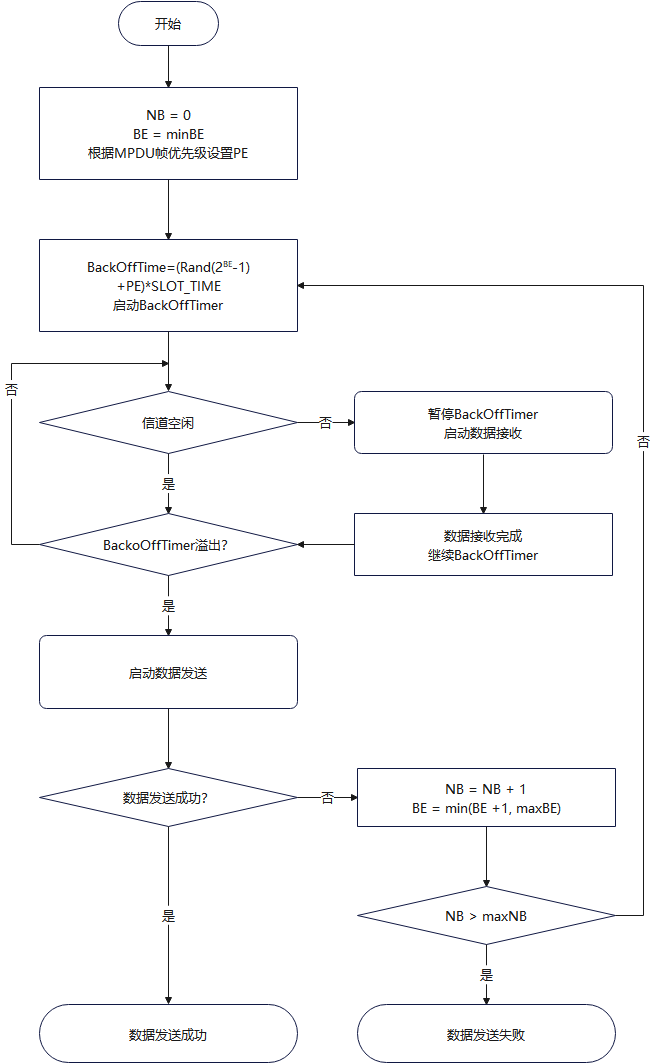 开始
NB = 0
BE = minBE
根据MPDU帧优先级设置PE
BackOffTime=(Rand(2^BE-1)
+PE)*SLOT_TIME
启动BackOffTimer
否
信道空闲
否
暂停BackOffTimer
启动数据接收
否
是
BackoOffTimer溢出?
数据接收完成
继续BackOffTimer
是
启动数据发送
数据发送成功?
否
NB = NB + 1
BE = min(BE +1, maxBE)
是
NB > maxNB
是
数据发送成功
数据发送失败